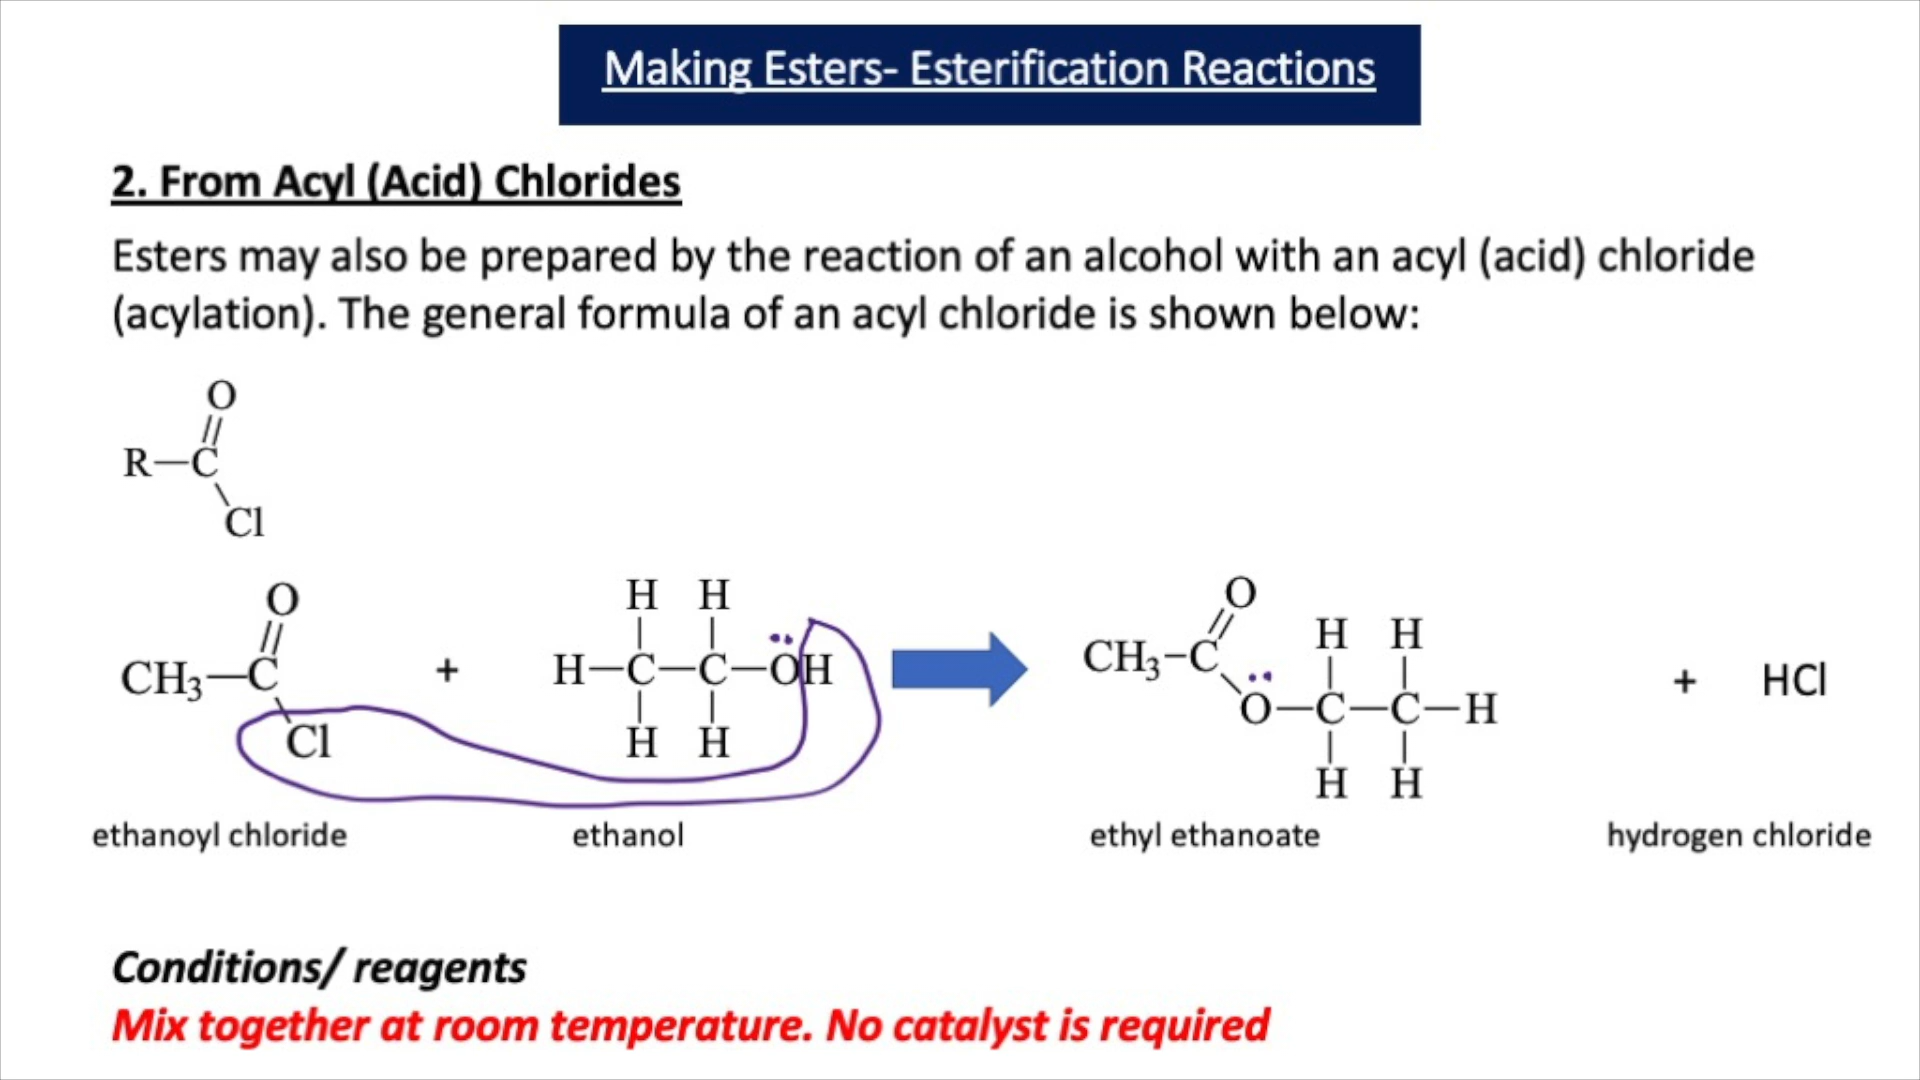 Making Esters- Esterification Reactions
2. From Acyl (Acid) Chlorides
Esters may also be prepared by the reaction of an alcohol with an acyl (acid) chloride
(acylation). The general formula of an acyl chloride is shown below:
O
R—C
Cl
O
CH₃—C
Cl
+
H H
H—C—C—OH
H H
O
CH₃–C
H H
O—C—C—H
H H
+ HCl
ethanoyl chloride ethanol ethyl ethanoate hydrogen chloride
Conditions/ reagents
Mix together at room temperature. No catalyst is required